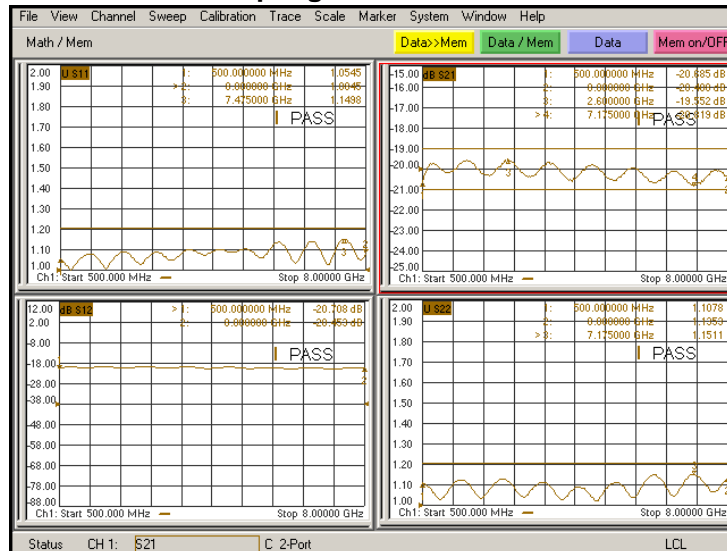 File View Channel Sweep Calibration Trace Scale Marker System Window Help
Math / Mem Data>>Mem Data / Mem Data Mem on/OFF
2.00 U S11 1: 500.000000 MHz 1.0545
1.90
1.80 3: 7.475000 GHz 1.1498
1.70 PASS
1.60
1.50
1.40
1.30
1.20
1.10
1.00
Ch1: Start 500.000 MHz Stop 8.00000 GHz
-15.00 dB S21 1: 500.000000 MHz -20.685 dB
-16.00
-17.00 3: 2.600000 GHz -19.552 dB
> 4: 7.175000 GHz
-18.00 PASS
-19.00
-20.00
-21.00
-22.00
-23.00
-24.00
-25.00
Ch1: Start 500.000 MHz Stop 8.00000 GHz
12.00 dB S12 > 1: 500.000000 MHz -20.708 dB
2.00
-8.00
PASS
-18.00
-28.00
-38.00
-48.00
-58.00
-68.00
-78.00
-88.00
Ch1: Start 500.000 MHz Stop 8.00000 GHz
2.00 U S22 1: 500.000000 MHz 1.1078
1.90
1.80 > 3: 7.175000 GHz 1.1511
PASS
1.70
1.60
1.50
1.40
1.30
1.20
1.10
1.00
Ch1: Start 500.000 MHz Stop 8.00000 GHz
Status CH 1: S21 C 2-Port LCL